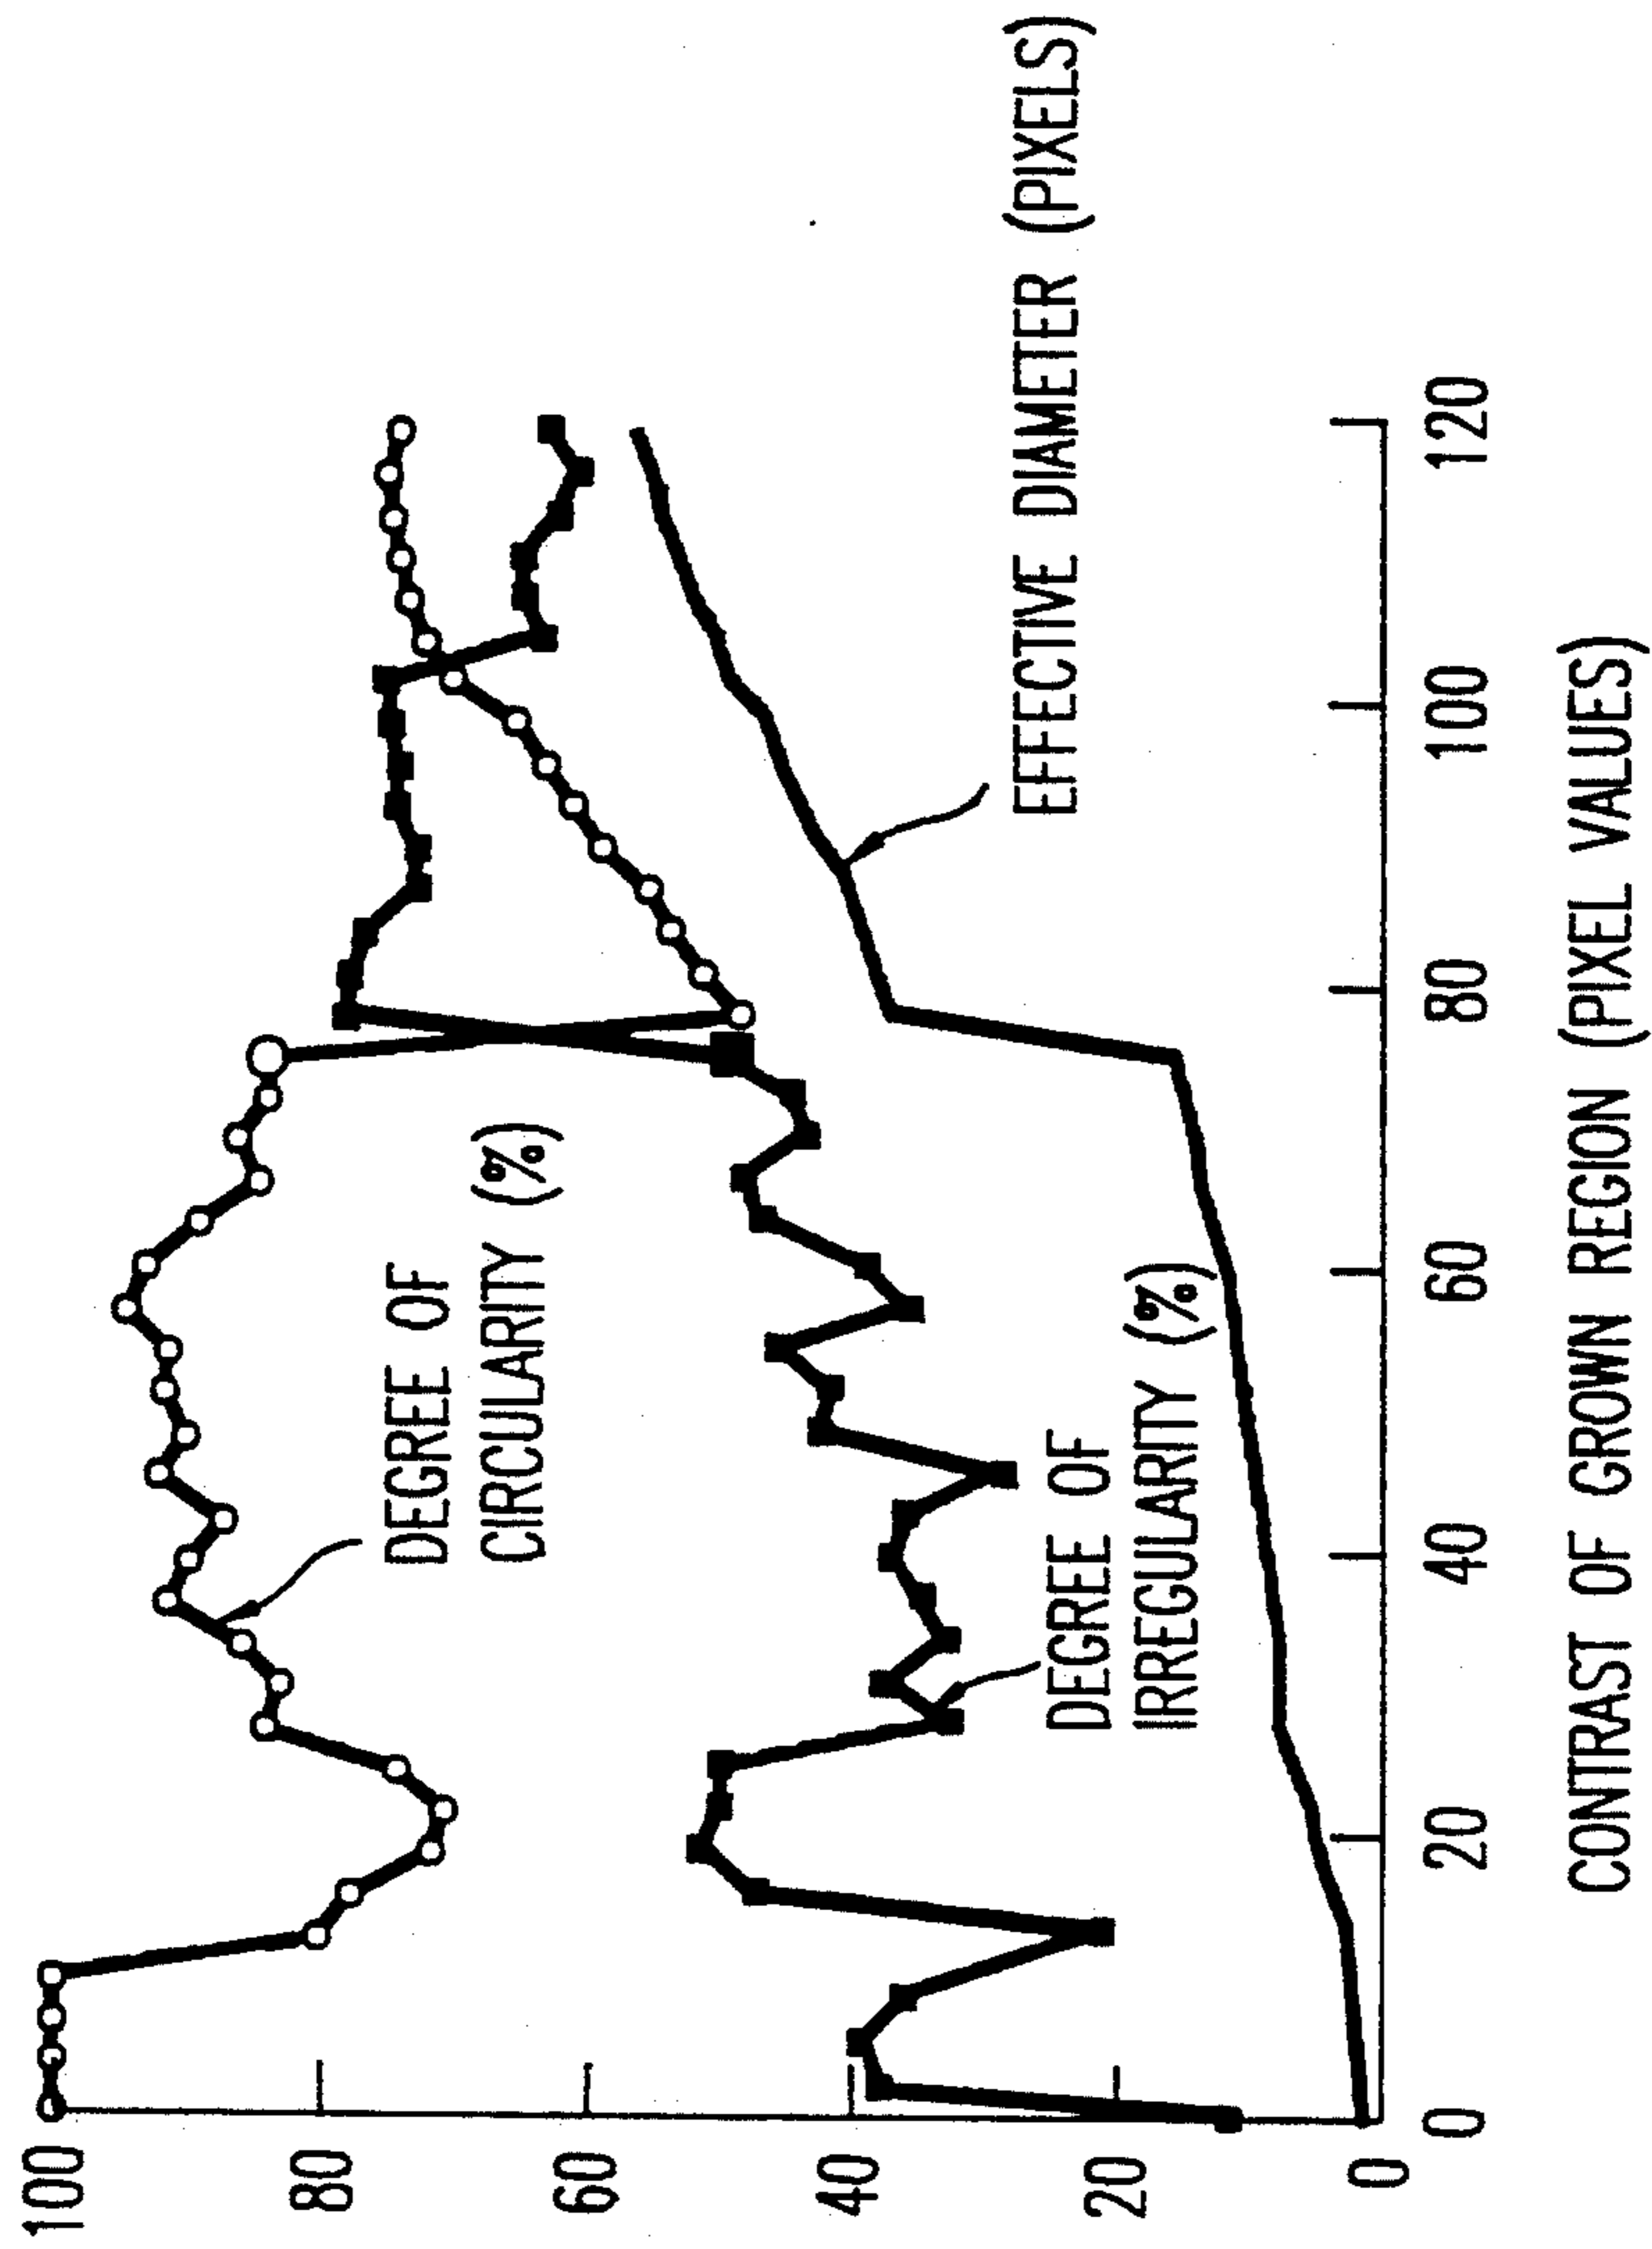 100
80
60
40
20
0
DEGREE OF
CIRCULARITY (%)
DEGREE OF
IRREGULARITY (%)
EFFECTIVE DIAMETER (PIXELS)
0 20 40 60 80 100 120
CONTRAST OF GROWN REGION (PIXEL VALUES)